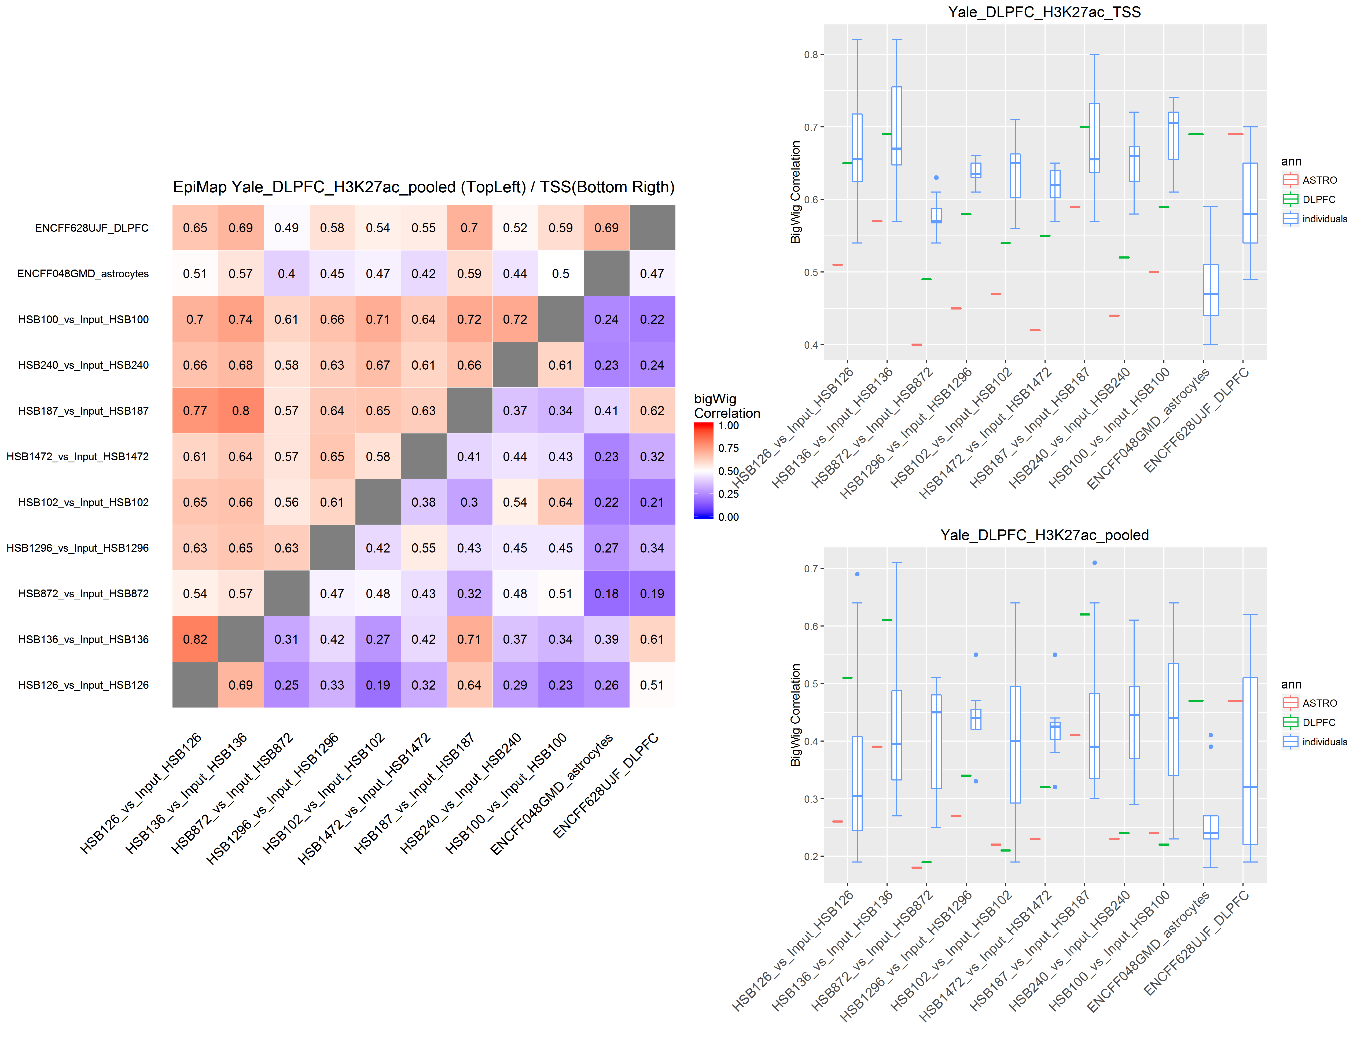 EpiMap Yale_DLPFC_H3K27ac_pooled (TopLeft) / TSS(Bottom Rigth)
ENCFF628UJF_DLPFC 0.65 0.69 0.49 0.58 0.54 0.55 0.7 0.52 0.59 0.69
ENCFF048GMD_astrocytes 0.51 0.57 0.4 0.45 0.47 0.42 0.59 0.44 0.5 0.47
HSB100_vs_Input_HSB100 0.7 0.74 0.61 0.66 0.71 0.64 0.72 0.72 0.24 0.22
HSB240_vs_Input_HSB240 0.66 0.68 0.58 0.63 0.67 0.61 0.66 0.61 0.23 0.24
HSB187_vs_Input_HSB187 0.77 0.8 0.57 0.64 0.65 0.63 0.37 0.34 0.41 0.62
HSB1472_vs_Input_HSB1472 0.61 0.64 0.57 0.65 0.58 0.41 0.44 0.43 0.23 0.32
HSB102_vs_Input_HSB102 0.65 0.66 0.56 0.61 0.38 0.3 0.54 0.64 0.22 0.21
HSB1296_vs_Input_HSB1296 0.63 0.65 0.63 0.42 0.55 0.43 0.45 0.45 0.27 0.34
HSB872_vs_Input_HSB872 0.54 0.57 0.47 0.48 0.43 0.32 0.48 0.51 0.18 0.19
HSB136_vs_Input_HSB136 0.82 0.31 0.42 0.27 0.42 0.71 0.37 0.34 0.39 0.61
HSB126_vs_Input_HSB126 0.69 0.25 0.33 0.19 0.32 0.64 0.29 0.23 0.26 0.51
HSB126_vs_Input_HSB126
HSB136_vs_Input_HSB136
HSB872_vs_Input_HSB872
HSB1296_vs_Input_HSB1296
HSB102_vs_Input_HSB102
HSB1472_vs_Input_HSB1472
HSB187_vs_Input_HSB187
HSB240_vs_Input_HSB240
HSB100_vs_Input_HSB100
ENCFF048GMD_astrocytes
ENCFF628UJF_DLPFC
bigWig
Correlation
1.00
0.75
0.50
0.25
0.00
Yale_DLPFC_H3K27ac_TSS
BigWig Correlation
0.8
0.7
0.6
0.5
0.4
HSB126_vs_Input_HSB126
HSB136_vs_Input_HSB136
HSB872_vs_Input_HSB872
HSB1296_vs_Input_HSB1296
HSB102_vs_Input_HSB102
HSB1472_vs_Input_HSB1472
HSB187_vs_Input_HSB187
HSB240_vs_Input_HSB240
HSB100_vs_Input_HSB100
ENCFF048GMD_astrocytes
ENCFF628UJF_DLPFC
ann
ASTRO
DLPFC
individuals
Yale_DLPFC_H3K27ac_pooled
BigWig Correlation
0.7
0.6
0.5
0.4
0.3
0.2
HSB126_vs_Input_HSB126
HSB136_vs_Input_HSB136
HSB872_vs_Input_HSB872
HSB1296_vs_Input_HSB1296
HSB102_vs_Input_HSB102
HSB1472_vs_Input_HSB1472
HSB187_vs_Input_HSB187
HSB240_vs_Input_HSB240
HSB100_vs_Input_HSB100
ENCFF048GMD_astrocytes
ENCFF628UJF_DLPFC
ann
ASTRO
DLPFC
individuals